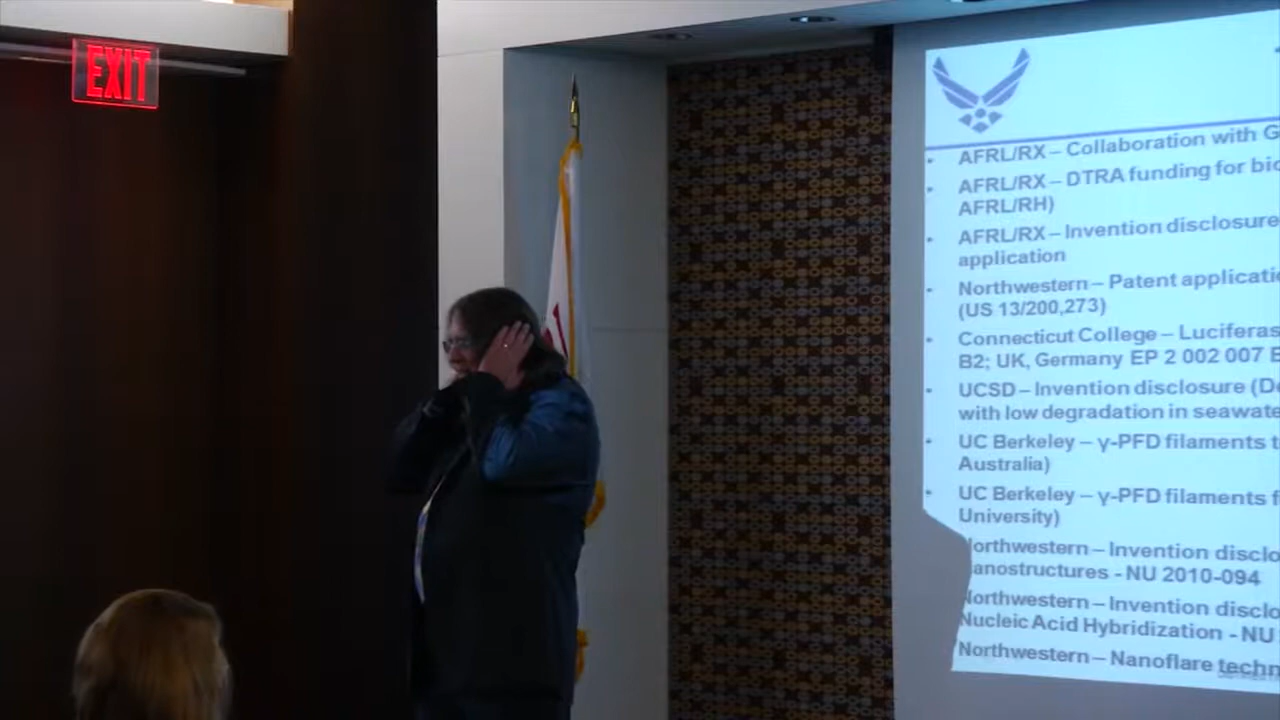 EXIT
AFRL/RX – Collaboration with G
AFRL/RX – DTRA funding for bio
AFRL/RH)
AFRL/RX – Invention disclosure
application
Northwestern – Patent applicati
(US 13/200,273)
Connecticut College – Luciferas
B2; UK, Germany EP 2 002 007 B
UCSD – Invention disclosure (De
with low degradation in seawate
UC Berkeley – γ-PFD filaments t
Australia)
UC Berkeley – γ-PFD filaments f
University)
Northwestern – Invention disclo
anostructures - NU 2010-094
Northwestern – Invention disclo
Nucleic Acid Hybridization - NU
Northwestern – Nanoflare techn